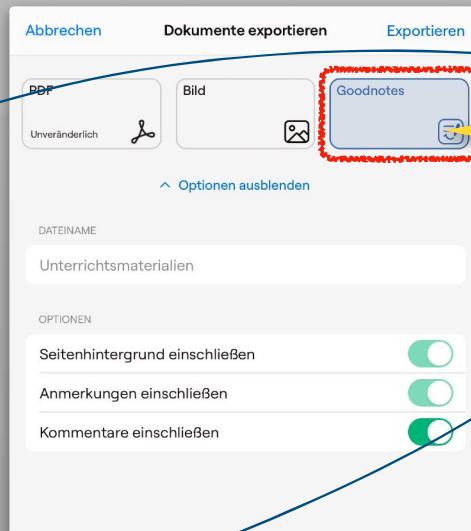 Abbrechen Dokumente exportieren Exportieren
PDF Bild Goodnotes
Unveränderlich
Optionen ausblenden
DATEINAME
Unterrichtsmaterialien
OPTIONEN
Seitenhintergrund einschließen
Anmerkungen einschließen
Kommentare einschließen